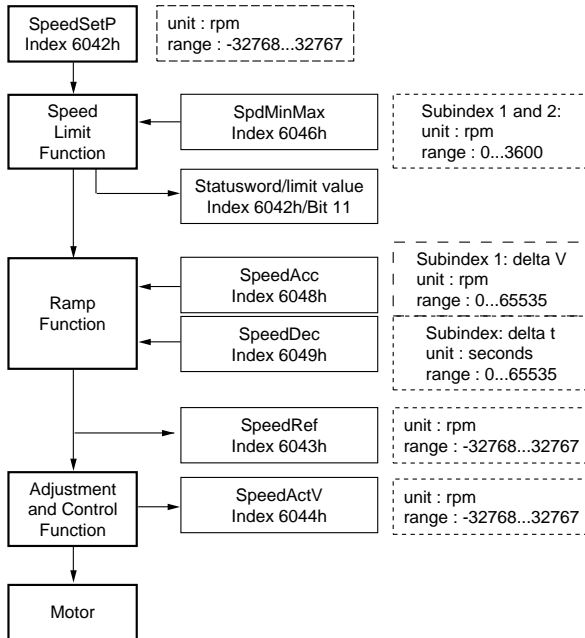 SpeedSetP
Index 6042h
unit : rpm
range : -32768...32767
Speed
Limit
Function
SpdMinMax
Index 6046h
Subindex 1 and 2:
unit : rpm
range : 0...3600
Statusword/limit value
Index 6042h/Bit 11
Ramp
Function
SpeedAcc
Index 6048h
Subindex 1: delta V
unit : rpm
range : 0...65535
SpeedDec
Index 6049h
Subindex: delta t
unit : seconds
range : 0...65535
SpeedRef
Index 6043h
unit : rpm
range : -32768...32767
Adjustment
and Control
Function
SpeedActV
Index 6044h
unit : rpm
range : -32768...32767
Motor